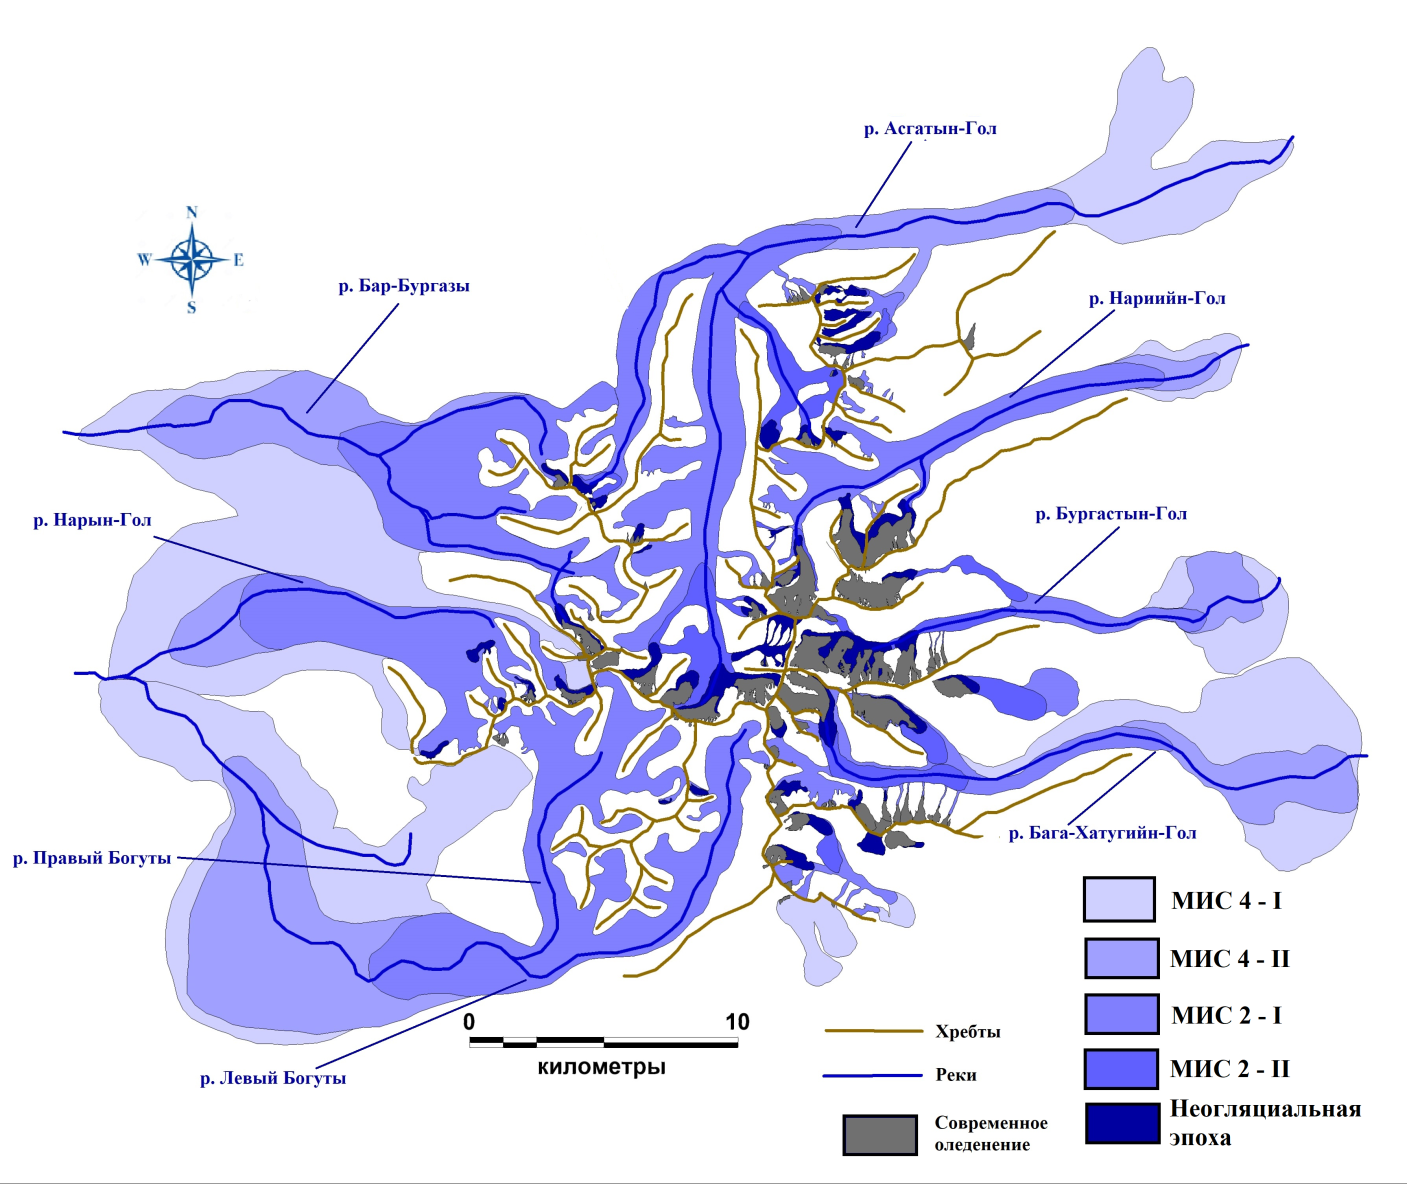 р. Асгатын-Гол
N
W
E
S
р. Бар-Бургазы
р. Нариийн-Гол
р. Нарын-Гол
р. Бургастын-Гол
р. Бага-Хатугийн-Гол
р. Правый Богуты
р. Левый Богуты
0
10
километры
Хребты
Реки
Современное
оледенение
МИС 4 - I
МИС 4 - II
МИС 2 - I
МИС 2 - II
Неогляциальная
эпоха